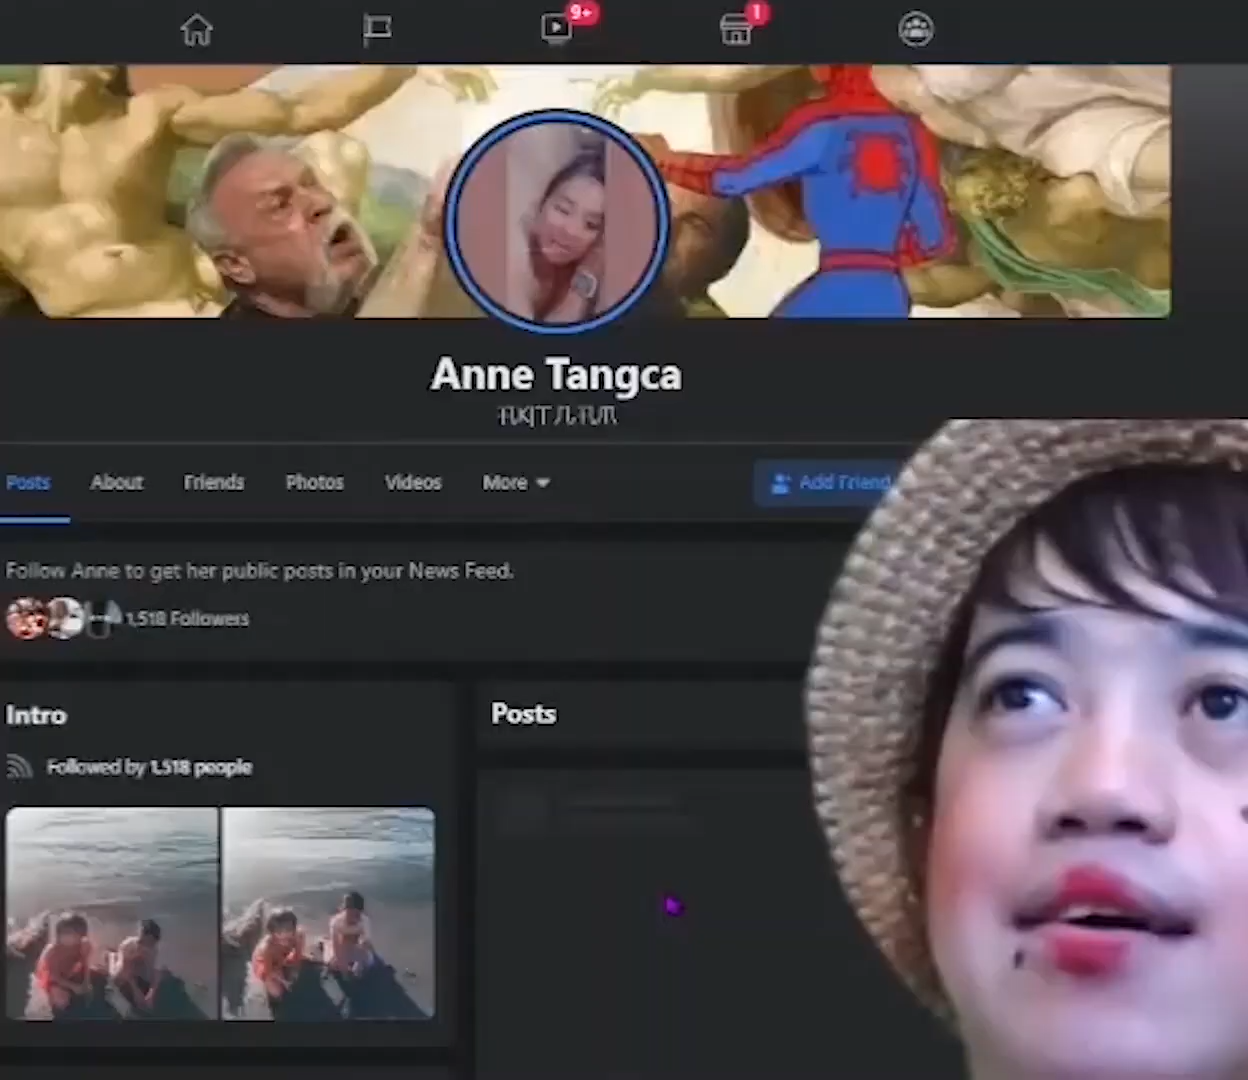 9+
1
Anne Tangca
Posts
About
Friends
Photos
Videos
More
Add Friend
Follow Anne to get her public posts in your News Feed.
1,518 Followers
Intro
Posts
Followed by 1,518 people